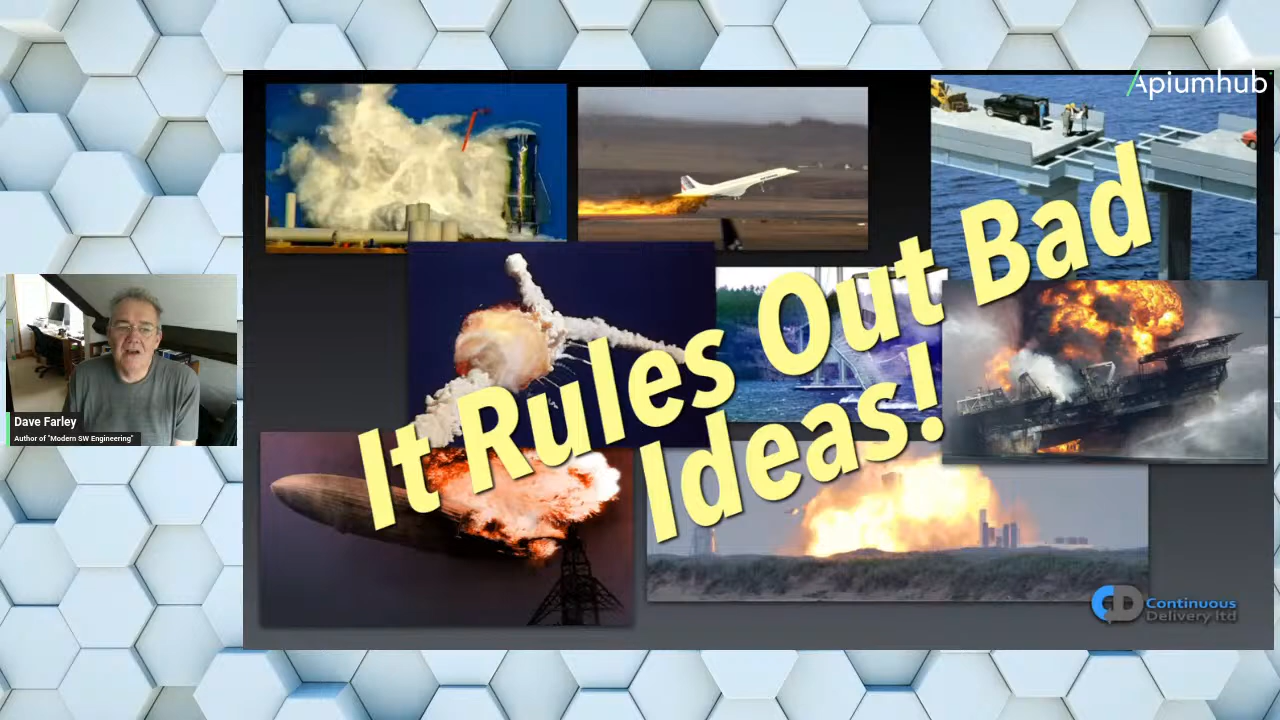 Apiumhub
It Rules Out Bad
Ideas!
Dave Farley
Author of "Modern SW Engineering"
Continuous
Delivery ltd